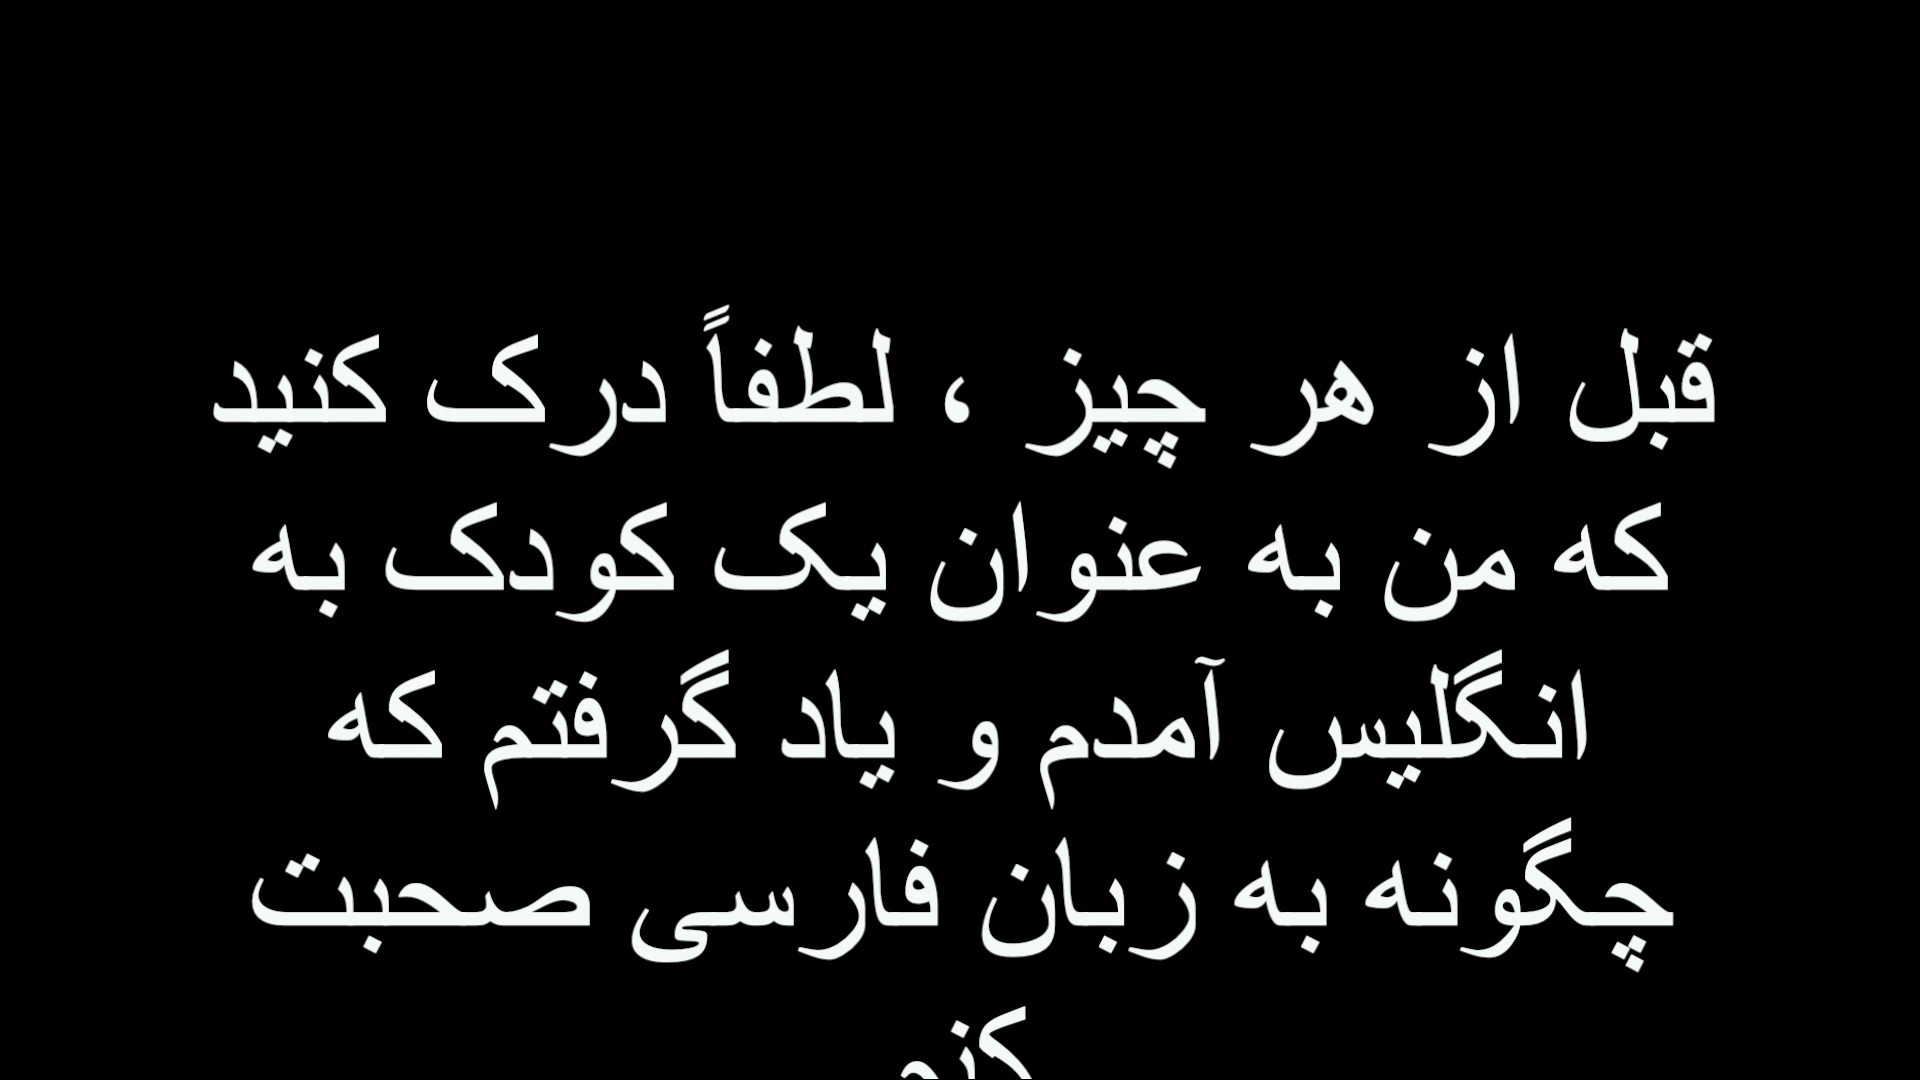 قبل از هر چیز ، لطفاً درک کنید
که من به عنوان یک کودک به
انگلیس آمدم و یاد گرفتم که
چگونه به زبان فارسی صحبت
کنم